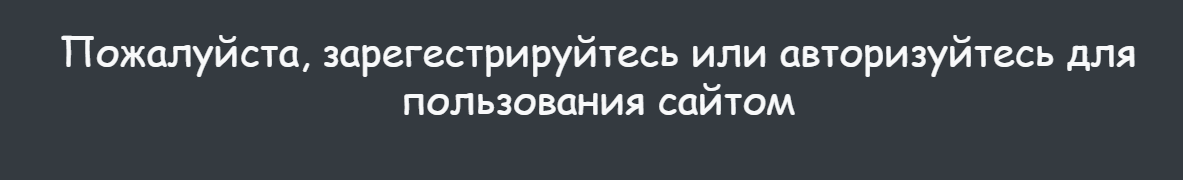 Пожалуйста, зарегестрируйтесь или авторизуйтесь для
пользования сайтом